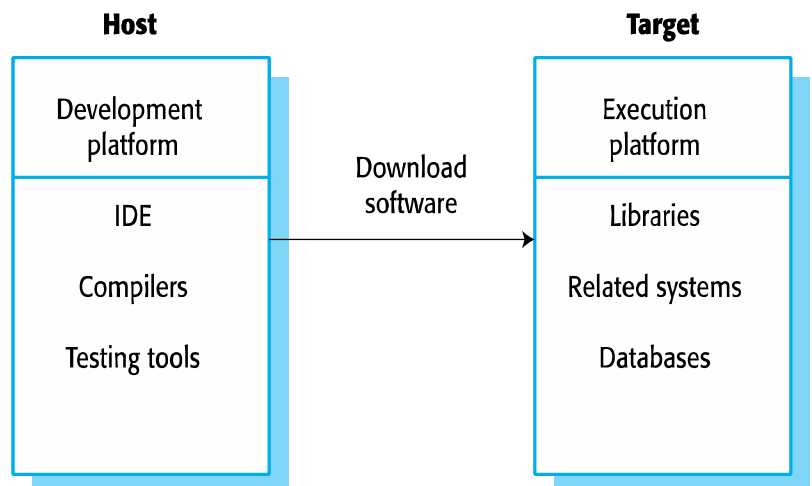 Host
Target
Development
platform
Execution
platform
Download
software
IDE
Libraries
Compilers
Related systems
Testing tools
Databases